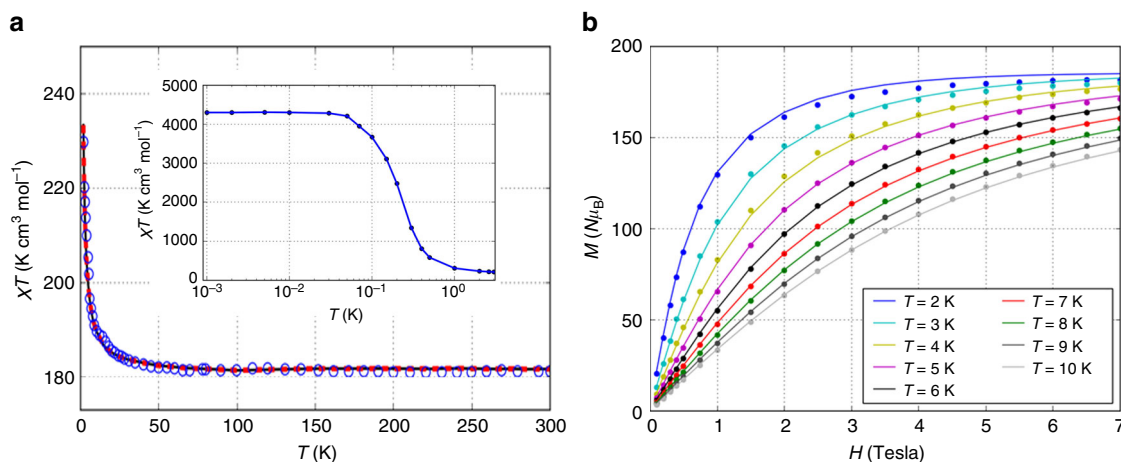 a
χT (K cm³ mol⁻¹)
240
220
200
180
0 50 100 150 200 250 300
T (K)
χT (K cm³ mol⁻¹)
5000
4000
3000
2000
1000
0
10⁻³ 10⁻² 10⁻¹ 10⁰
T (K)
b
M (Nμ_B)
200
150
100
50
0
0 1 2 3 4 5 6 7
H (Tesla)
T = 2 K
T = 3 K
T = 4 K
T = 5 K
T = 6 K
T = 7 K
T = 8 K
T = 9 K
T = 10 K